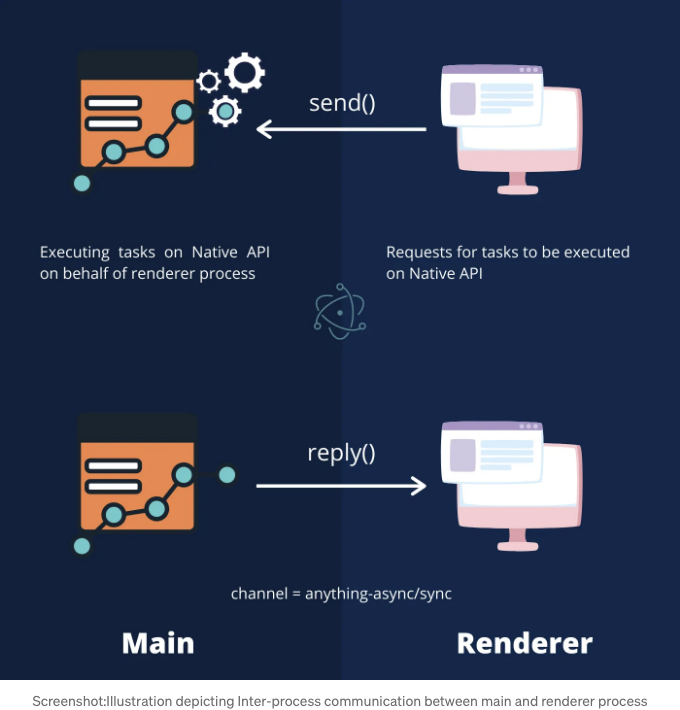 send()
Executing tasks on Native API
on behalf of renderer process
Requests for tasks to be executed
on Native API
reply()
channel = anything-async/sync
Main
Renderer
Screenshot:Illustration depicting Inter-process communication between main and renderer process